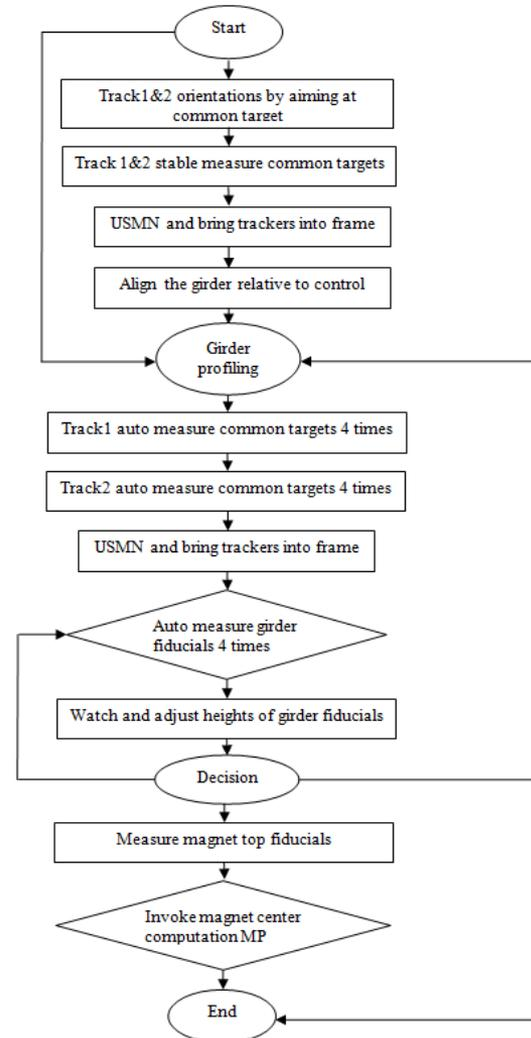 Start
Track1&2 orientations by aiming at
common target
Track 1&2 stable measure common targets
USMN and bring trackers into frame
Align the girder relative to control
Girder
profiling
Track1 auto measure common targets 4 times
Track2 auto measure common targets 4 times
USMN and bring trackers into frame
Auto measure girder
fiducials 4 times
Watch and adjust heights of girder fiducials
Decision
Measure magnet top fiducials
Invoke magnet center
computation MP
End